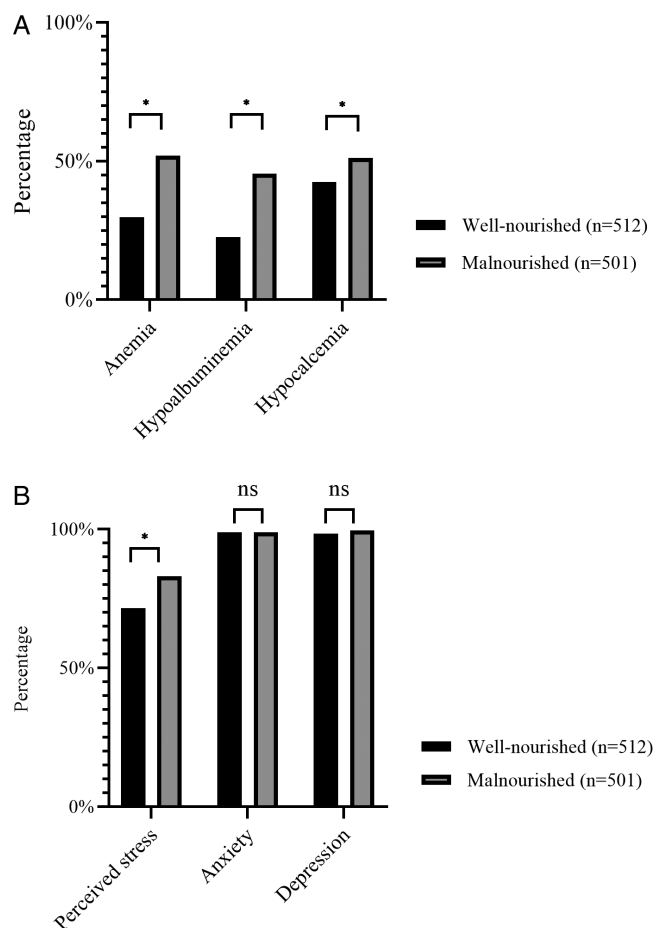 A
100%
50%
0%
Percentage
*
*
*
Anemia
Hypoalbuminemia
Hypocalcemia
Well-nourished (n=512)
Malnourished (n=501)
B
100%
50%
0%
Percentage
*
ns
ns
Perceived stress
Anxiety
Depression
Well-nourished (n=512)
Malnourished (n=501)